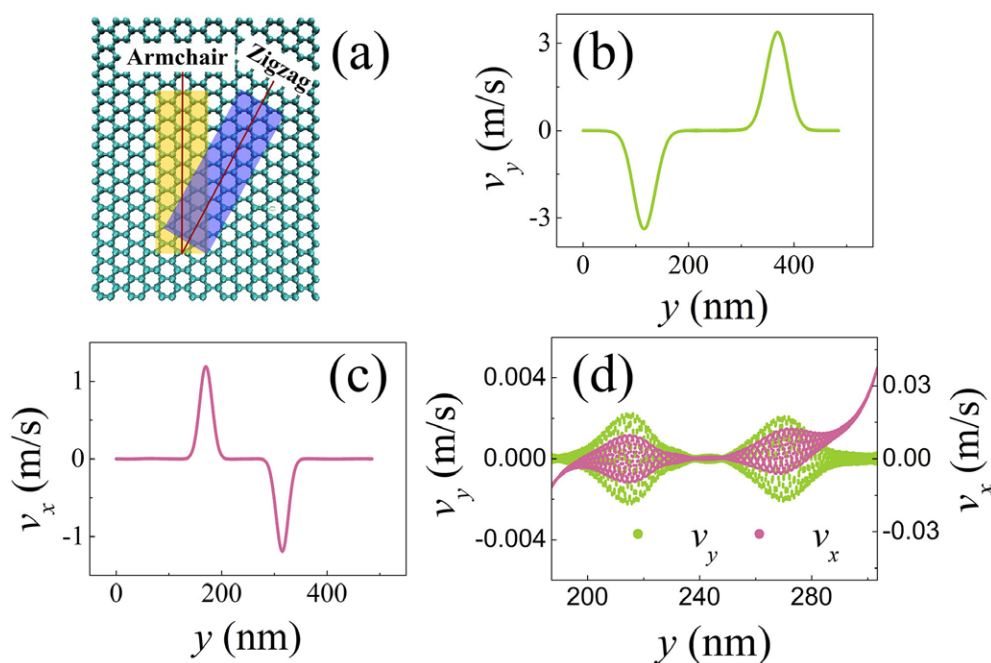 Armchair
Zigzag
(a)
(b)
3
0
-3
v_y (m/s)
0
200
400
y (nm)
(c)
1
0
-1
v_x (m/s)
0
200
400
y (nm)
(d)
0.004
0.000
-0.004
v_y (m/s)
0.03
0.00
-0.03
v_x (m/s)
v_y
v_x
200
240
280
y (nm)